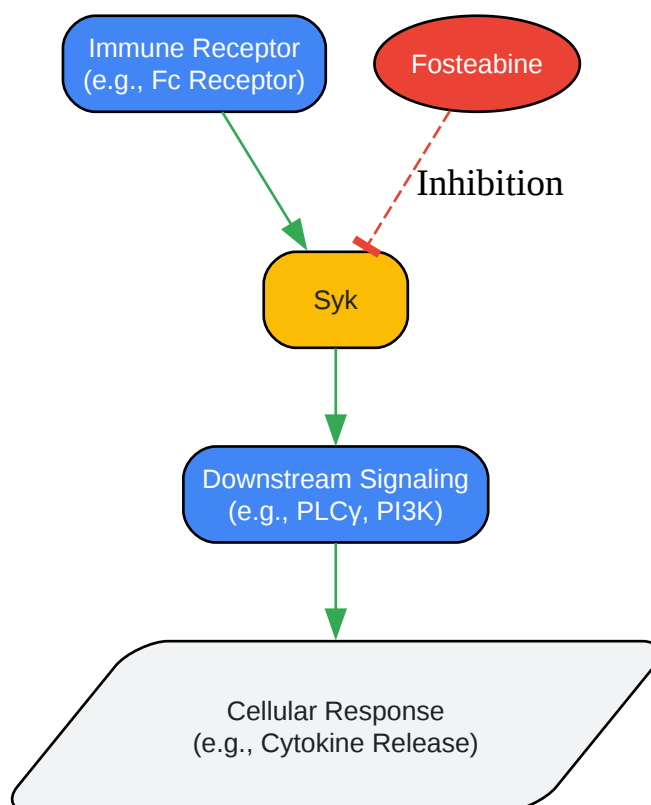 Immune Receptor
(e.g., Fc Receptor)
Fosteabine
Inhibition
Syk
Downstream Signaling
(e.g., PLCγ, PI3K)
Cellular Response
(e.g., Cytokine Release)